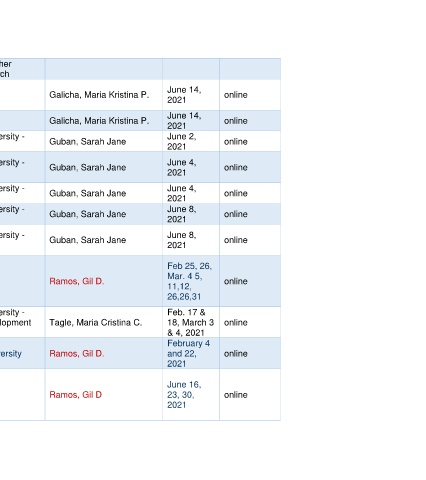 her
ch
Galicha, Maria Kristina P.
June 14,
2021
online
Galicha, Maria Kristina P.
June 14,
2021
online
ersity -
Guban, Sarah Jane
June 2,
2021
online
ersity -
Guban, Sarah Jane
June 4,
2021
online
ersity -
Guban, Sarah Jane
June 4,
2021
online
ersity -
Guban, Sarah Jane
June 8,
2021
online
ersity -
Guban, Sarah Jane
June 8,
2021
online
Ramos, Gil D.
Feb 25, 26,
Mar. 4 5,
11,12,
26,26,31
online
ersity -
lopment
Tagle, Maria Cristina C.
Feb. 17 &
18, March 3
& 4, 2021
online
ersity
Ramos, Gil D.
February 4
and 22,
2021
online
Ramos, Gil D
June 16,
23, 30,
2021
online